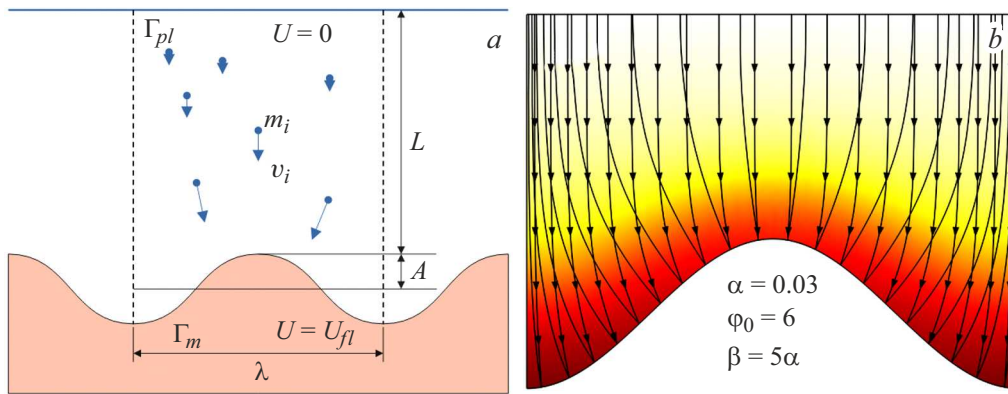 Γpl
U = 0
a
mi
vi
L
A
Γm
U = Ufl
λ
b
α = 0.03
φ0 = 6
β = 5α